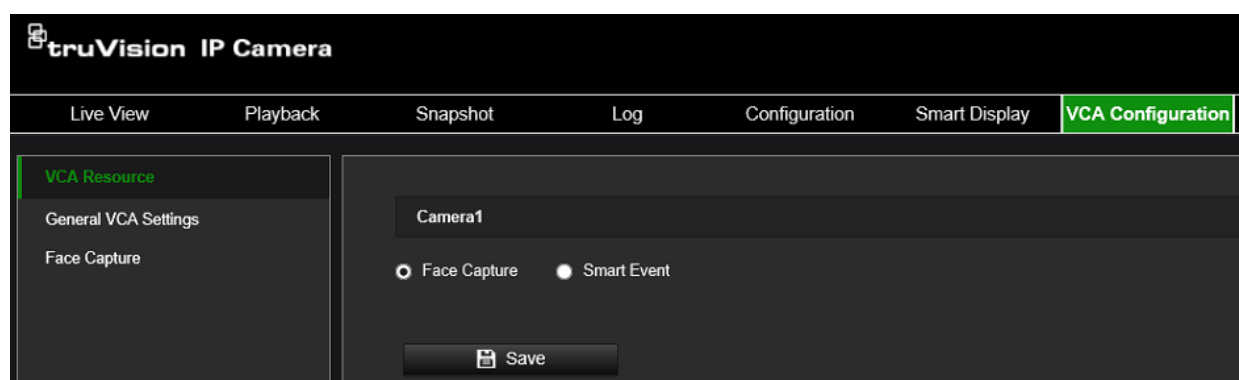 truVision IP Camera
Live View Playback Snapshot Log Configuration Smart Display VCA Configuration
VCA Resource
General VCA Settings
Face Capture
Camera1
Face Capture Smart Event
Save